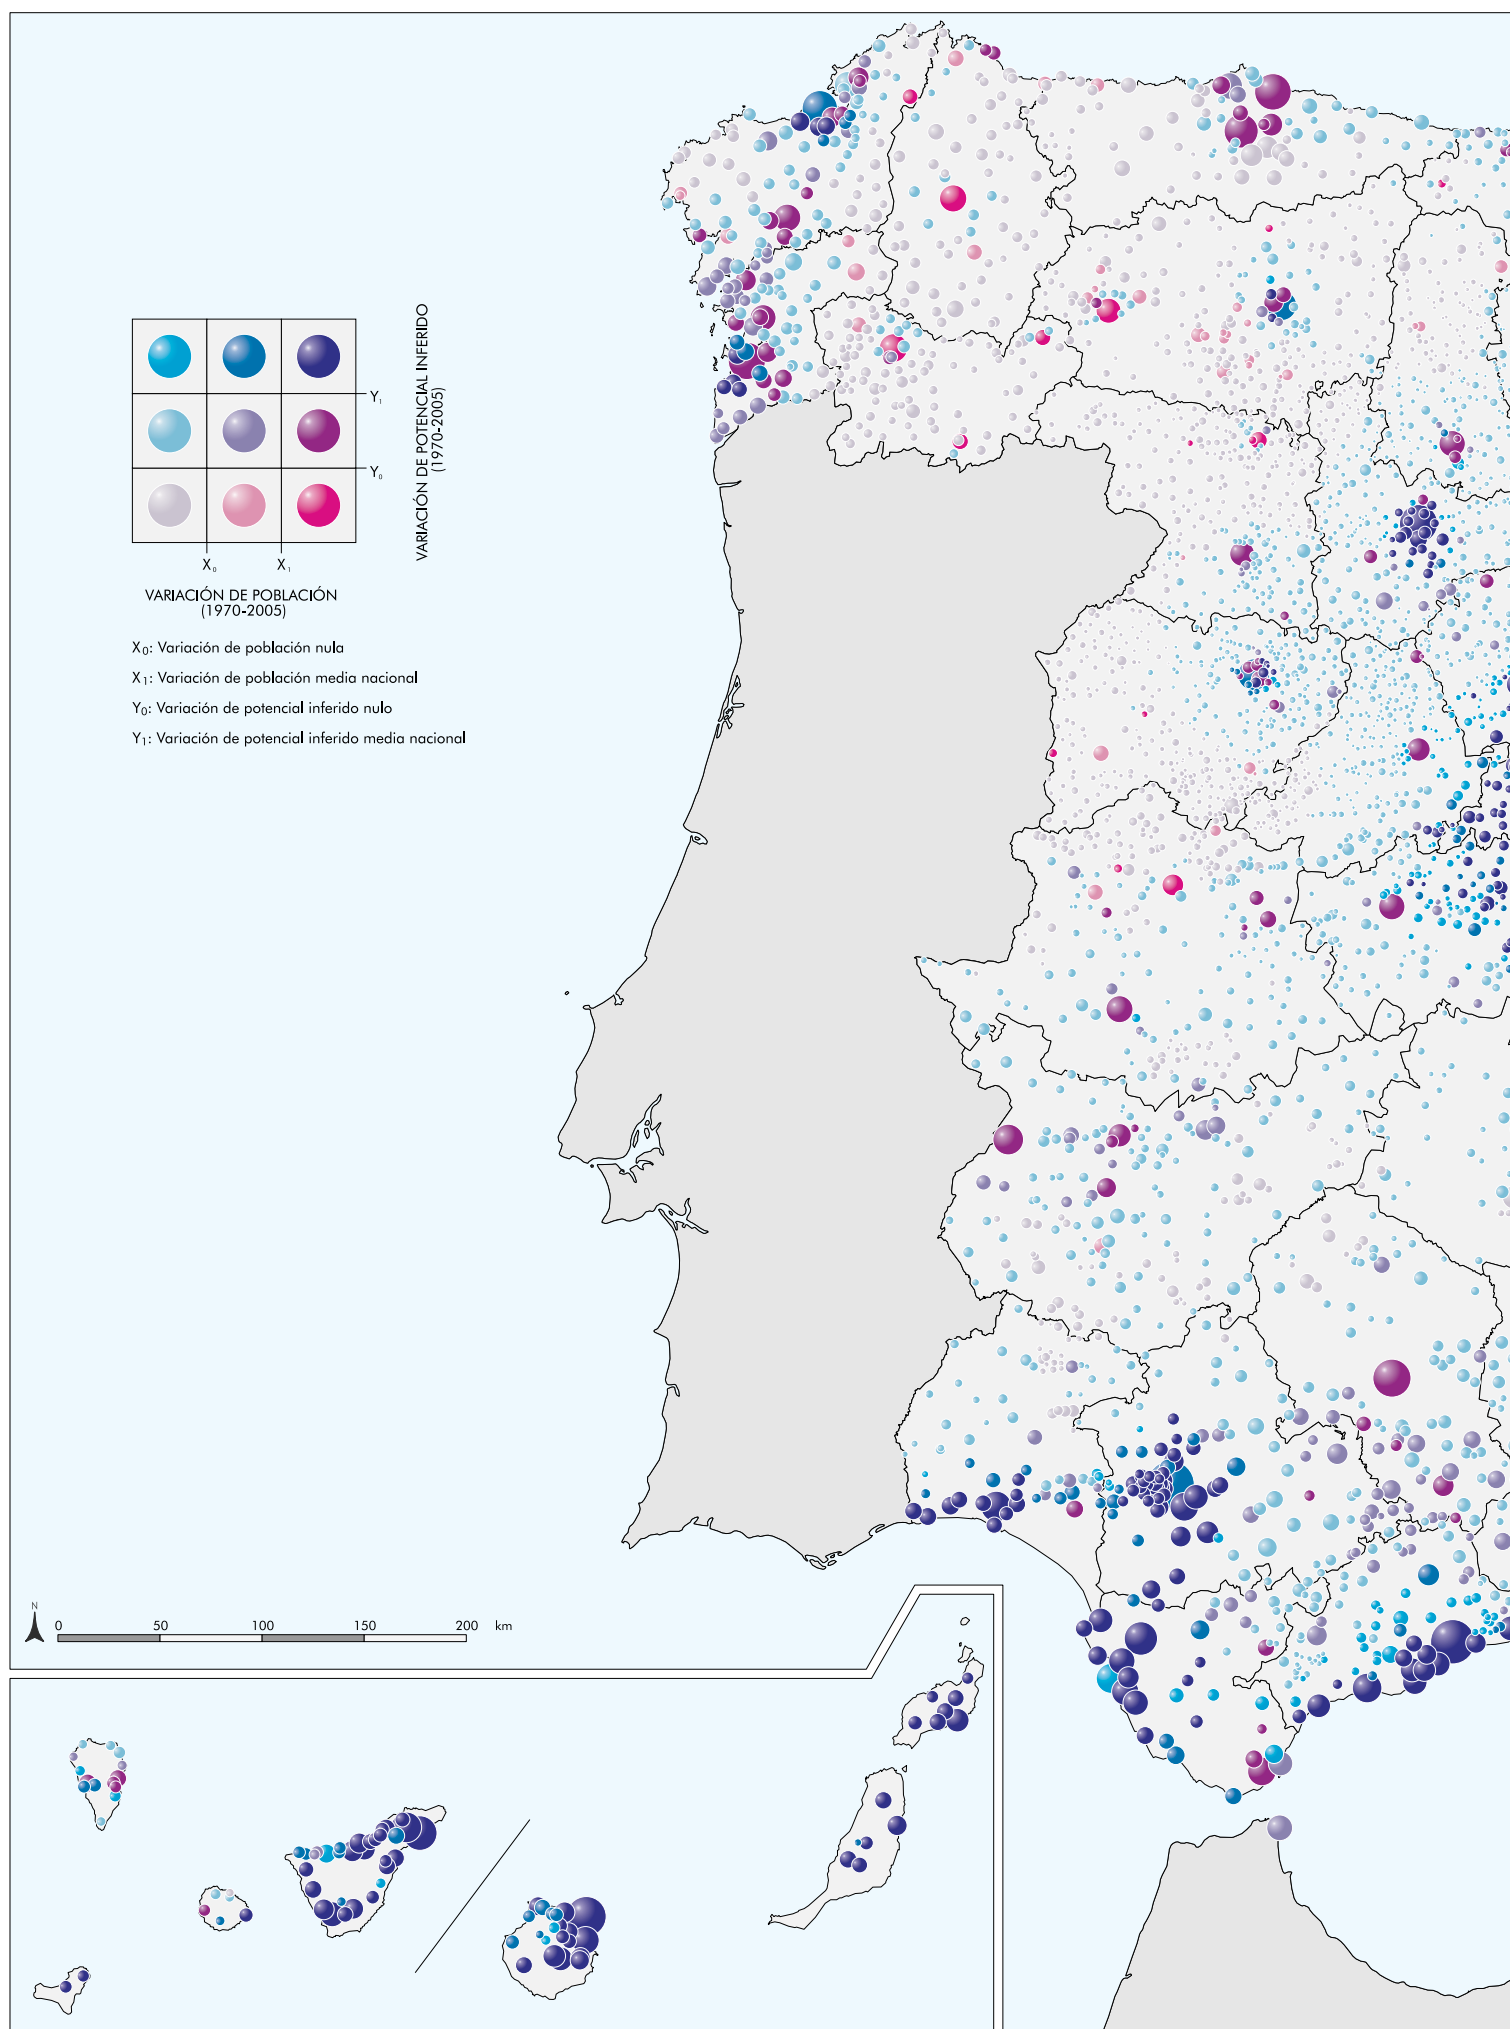 VARIACIÓN DE POTENCIAL INFERIDO
(1970-2005)
Y1
Y0
X0
X1
VARIACIÓN DE POBLACIÓN
(1970-2005)
X0: Variación de población nula
X1: Variación de población media nacional
Y0: Variación de potencial inferido nulo
Y1: Variación de potencial inferido media nacional
N
0 50 100 150 200 km